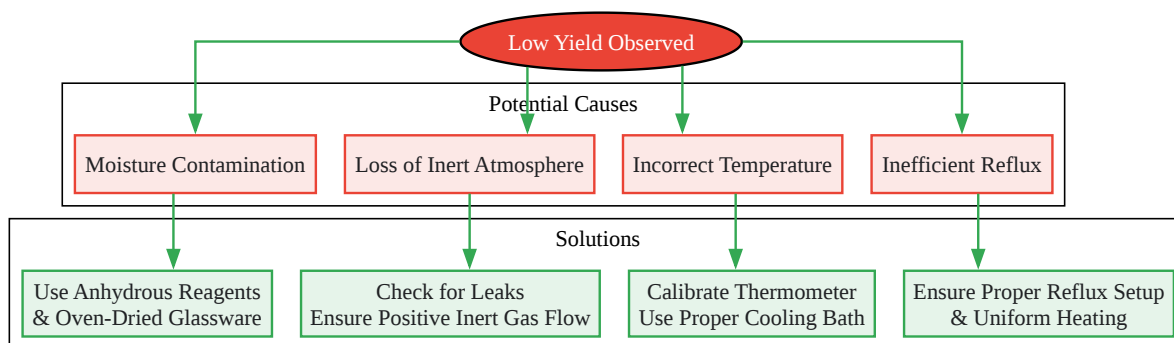 Low Yield Observed
Potential Causes
Moisture Contamination
Loss of Inert Atmosphere
Incorrect Temperature
Inefficient Reflux
Solutions
Use Anhydrous Reagents
& Oven-Dried Glassware
Check for Leaks
Ensure Positive Inert Gas Flow
Calibrate Thermometer
Use Proper Cooling Bath
Ensure Proper Reflux Setup
& Uniform Heating